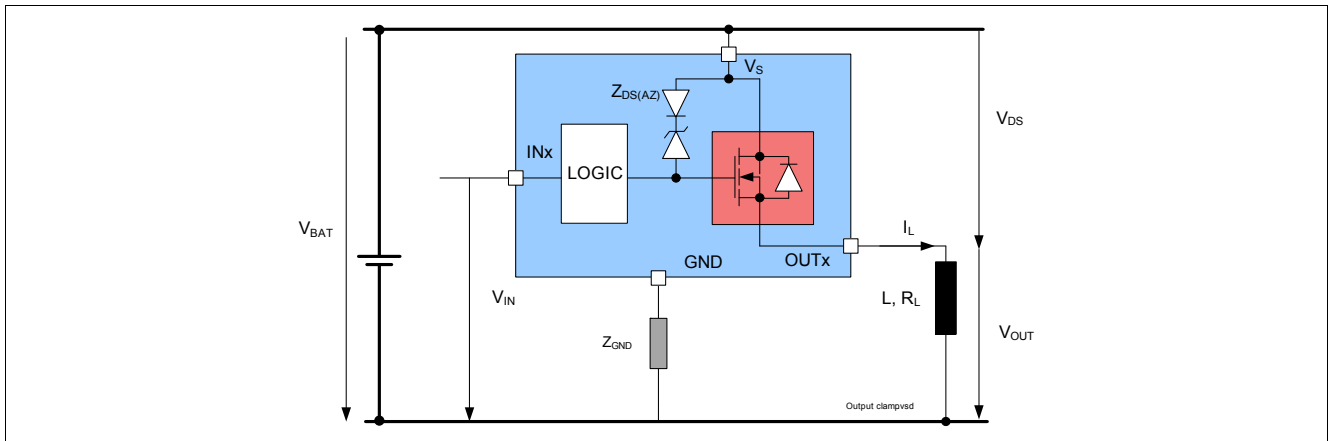 V_S
Z_DS(AZ)
V_DS
INx
LOGIC
I_L
V_BAT
GND
OUTx
V_IN
L, R_L
Z_GND
V_OUT
Output clampvsd